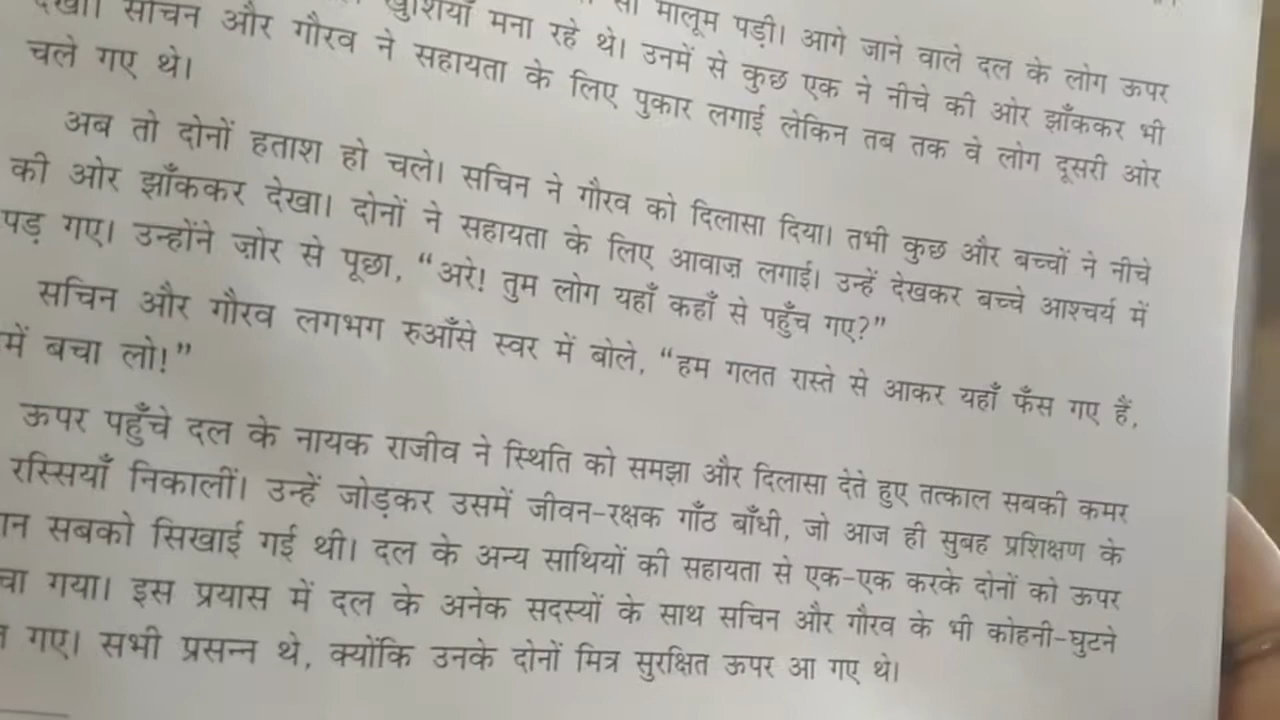 मालूम पड़ी। आगे जाने वाले दल के लोग ऊपर
खुशियाँ मना रहे थे। उनमें से कुछ एक ने नीचे की ओर झाँककर भी
देखा। सचिन और गौरव ने सहायता के लिए पुकार लगाई लेकिन तब तक वे लोग दूसरी ओर
चले गए थे।
अब तो दोनों हताश हो चले। सचिन ने गौरव को दिलासा दिया। तभी कुछ और बच्चों ने नीचे
की ओर झाँककर देखा। दोनों ने सहायता के लिए आवाज़ लगाई। उन्हें देखकर बच्चे आश्चर्य में
पड़ गए। उन्होंने ज़ोर से पूछा, “अरे! तुम लोग यहाँ कहाँ से पहुँच गए?”
सचिन और गौरव लगभग रुआँसे स्वर में बोले, “हम गलत रास्ते से आकर यहाँ फँस गए हैं,
में बचा लो!”
ऊपर पहुँचे दल के नायक राजीव ने स्थिति को समझा और दिलासा देते हुए तत्काल सबकी कमर
रस्सियाँ निकालीं। उन्हें जोड़कर उसमें जीवन-रक्षक गाँठ बाँधी, जो आज ही सुबह प्रशिक्षण के
सबको सिखाई गई थी। दल के अन्य साथियों की सहायता से एक-एक करके दोनों को ऊपर
गया। इस प्रयास में दल के अनेक सदस्यों के साथ सचिन और गौरव के भी कोहनी-घुटने
गए। सभी प्रसन्न थे, क्योंकि उनके दोनों मित्र सुरक्षित ऊपर आ गए थे।